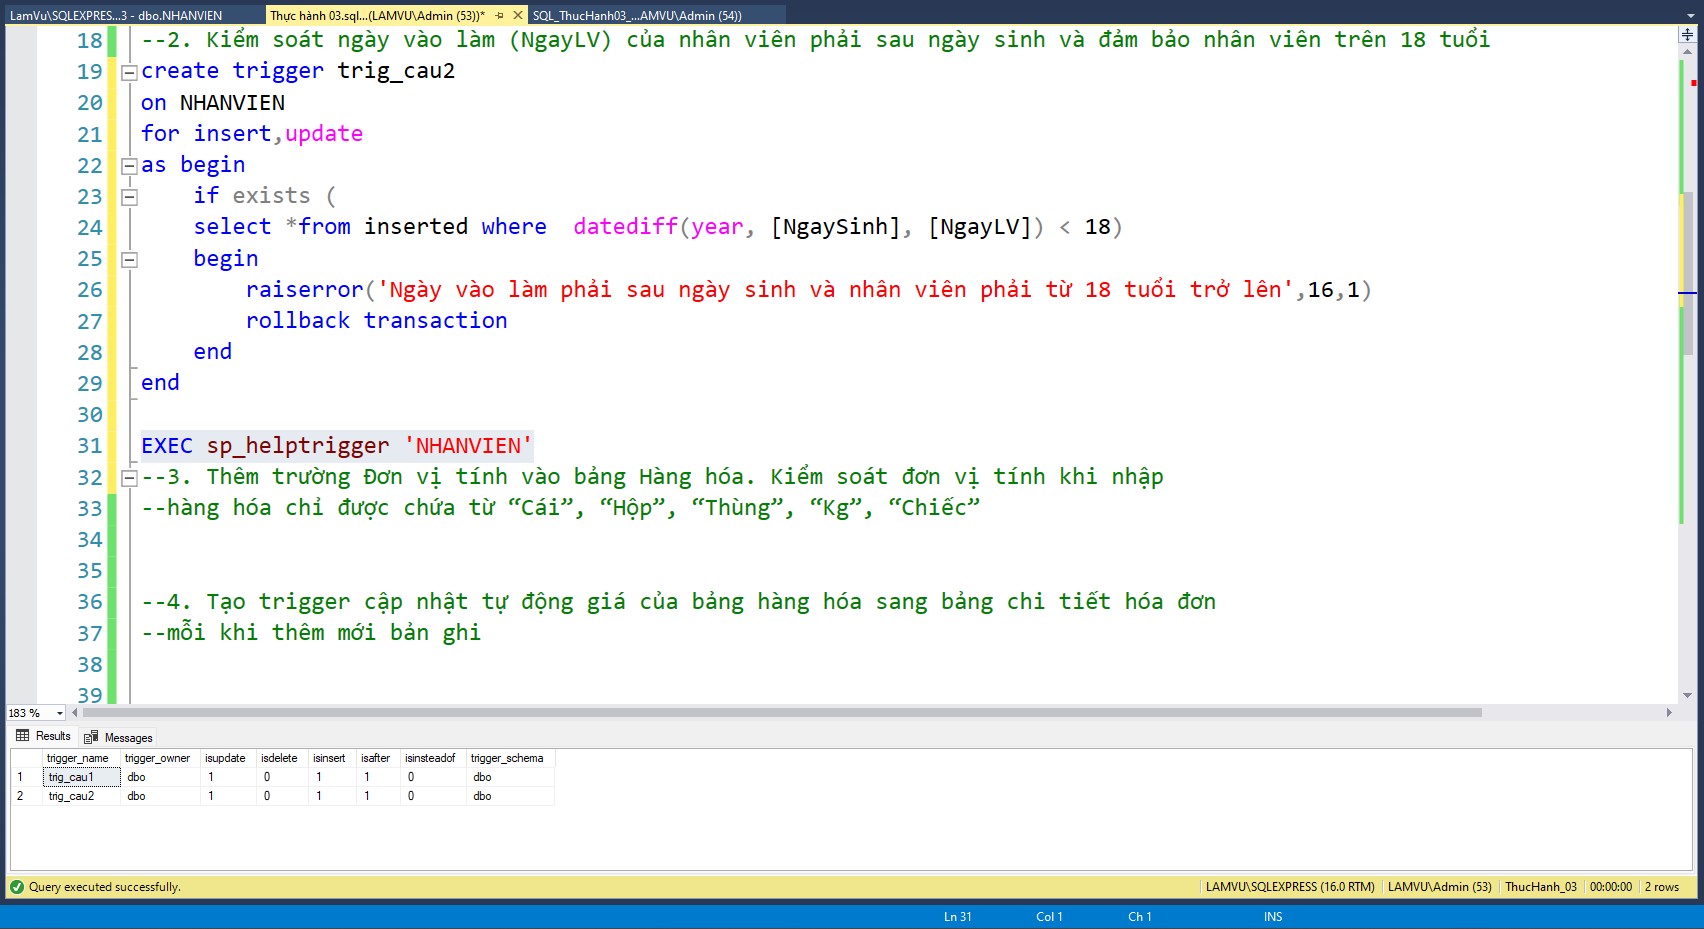 LamVu\SQLEXPRESS...3 - dbo.NHANVIEN
Thực hành 03.sql...(LAMVU\Admin (53))*
SQL_ThucHanh03_...AMVU\Admin (54))
18 --2. Kiểm soát ngày vào làm (NgayLV) của nhân viên phải sau ngày sinh và đảm bảo nhân viên trên 18 tuổi
19 create trigger trig_cau2
20 on NHANVIEN
21 for insert,update
22 as begin
23 if exists (
24 select *from inserted where  datediff(year, [NgaySinh], [NgayLV]) < 18)
25 begin
26 raiserror('Ngày vào làm phải sau ngày sinh và nhân viên phải từ 18 tuổi trở lên',16,1)
27 rollback transaction
28 end
29 end
30
31 EXEC sp_helptrigger 'NHANVIEN'
32 --3. Thêm trường Đơn vị tính vào bảng Hàng hóa. Kiểm soát đơn vị tính khi nhập
33 --hàng hóa chỉ được chứa từ “Cái”, “Hộp”, “Thùng”, “Kg”, “Chiếc”
34
35
36 --4. Tạo trigger cập nhật tự động giá của bảng hàng hóa sang bảng chi tiết hóa đơn
37 --mỗi khi thêm mới bản ghi
38
39
183 %
Results Messages
trigger_name trigger_owner isupdate isdelete isinsert isafter isinsteadof trigger_schema
1 trig_cau1 dbo 1 0 1 1 0 dbo
2 trig_cau2 dbo 1 0 1 1 0 dbo
Query executed successfully. LAMVU\SQLEXPRESS (16.0 RTM) LAMVU\Admin (53) ThucHanh_03 00:00:00 2 rows
Ln 31 Col 1 Ch 1 INS